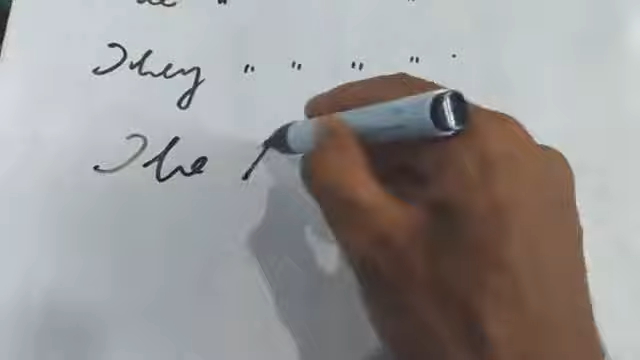 They " " " " .
The